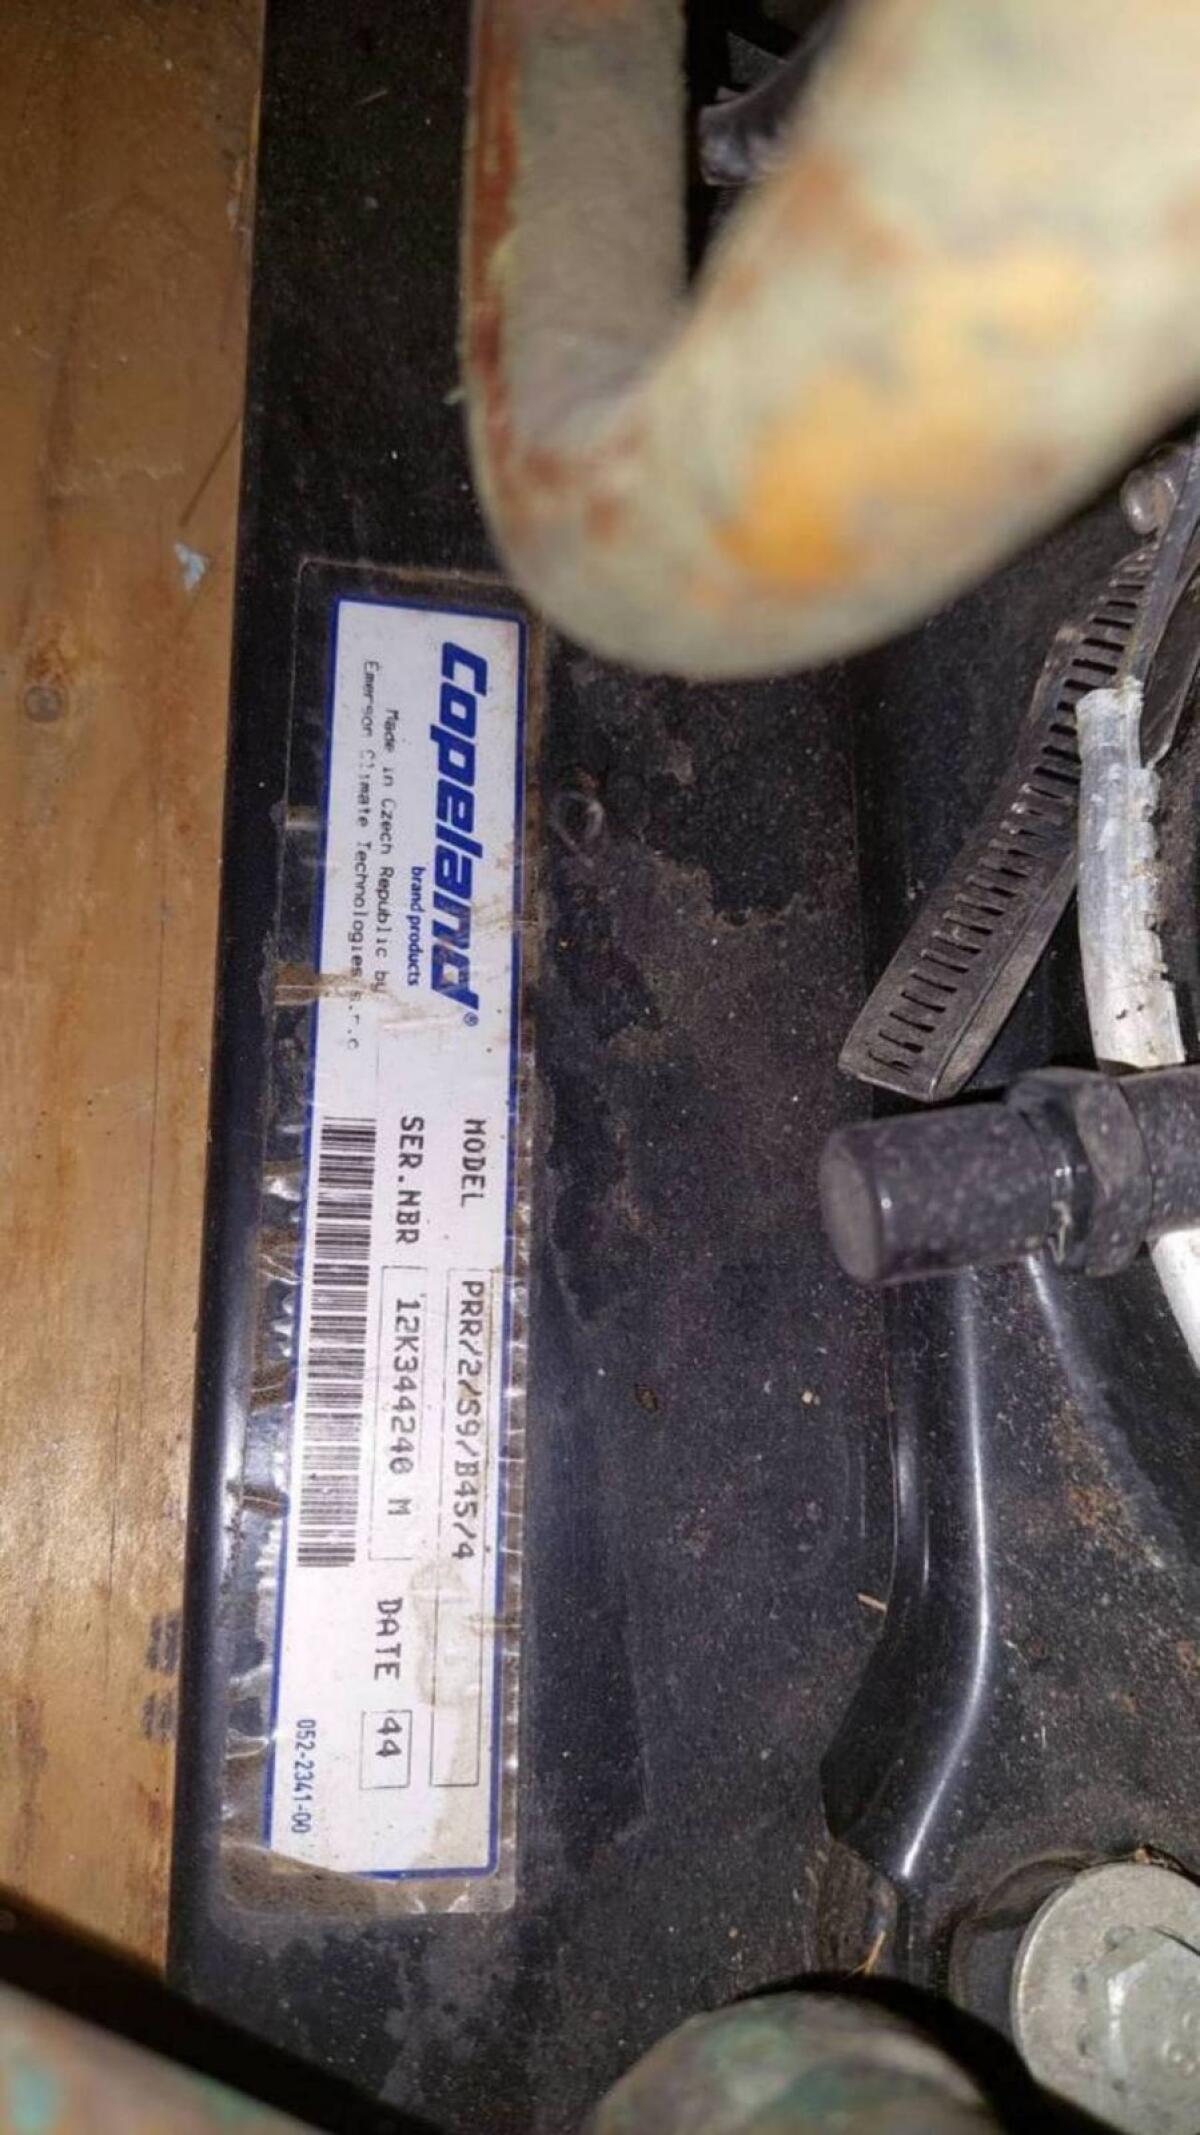 Copeland®
brand products
Made in Czech Republic by
Emerson Climate Technologies s.r.o
MODEL PRR/2/S9/B45/4
SER.NBR 12K344240 M DATE 44
052-2341-00